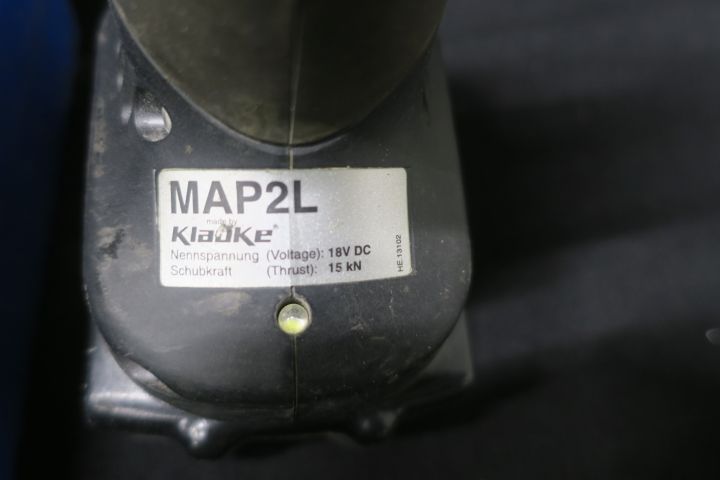 MAP2L
made by
Klauke
Nennspannung (Voltage): 18V DC
Schubkraft (Thrust): 15 kN
HE.13102